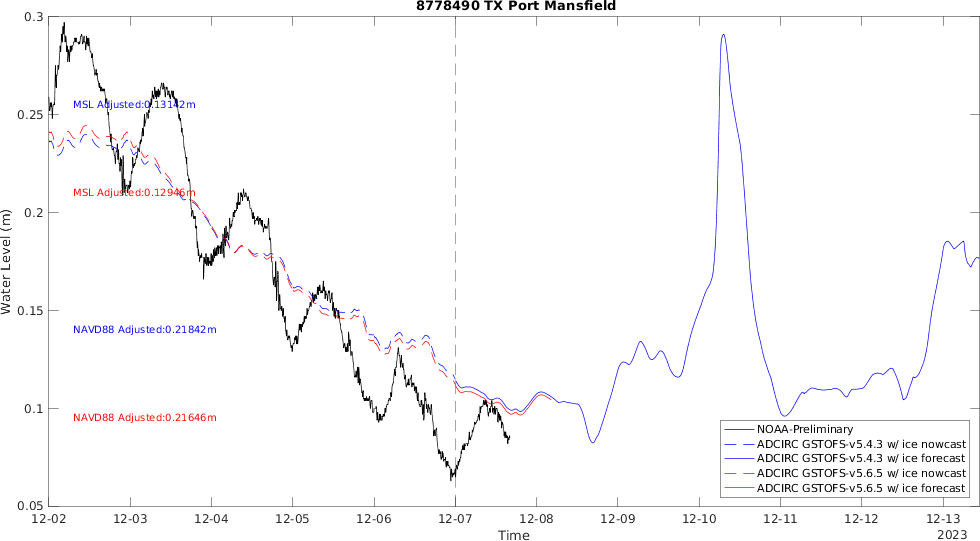 8778490 TX Port Mansfield
0.3
0.25
0.2
0.15
0.1
0.05
Water Level (m)
MSL Adjusted:0.13142m
MSL Adjusted:0.12946m
NAVD88 Adjusted:0.21842m
NAVD88 Adjusted:0.21646m
NOAA-Preliminary
ADCIRC GSTOFS-v5.4.3 w/ ice nowcast
ADCIRC GSTOFS-v5.4.3 w/ ice forecast
ADCIRC GSTOFS-v5.6.5 w/ ice nowcast
ADCIRC GSTOFS-v5.6.5 w/ ice forecast
12-02 12-03 12-04 12-05 12-06 12-07 12-08 12-09 12-10 12-11 12-12 12-13
Time
2023